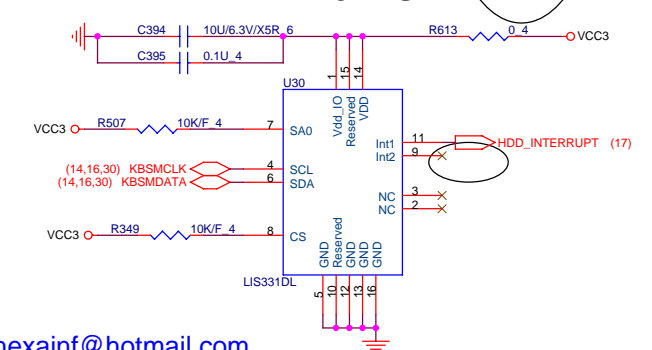 C394 10U/6.3V/X5R_6
R613 0_4 VCC3
C395 0.1U_4
1 15 14
U30
Vdd_IO Reserved VDD
VCC3 R507 10K/F_4 7 SA0
Int1 11 HDD_INTERRUPT (17)
Int2 9
(14,16,30) KBSMCLK 4 SCL
(14,16,30) KBSMDATA 6 SDA
NC 3
NC 2
VCC3 R349 10K/F_4 8 CS
GND Reserved GND GND GND
LIS331DL
5 10 12 13 16
hexainf@hotmail.com